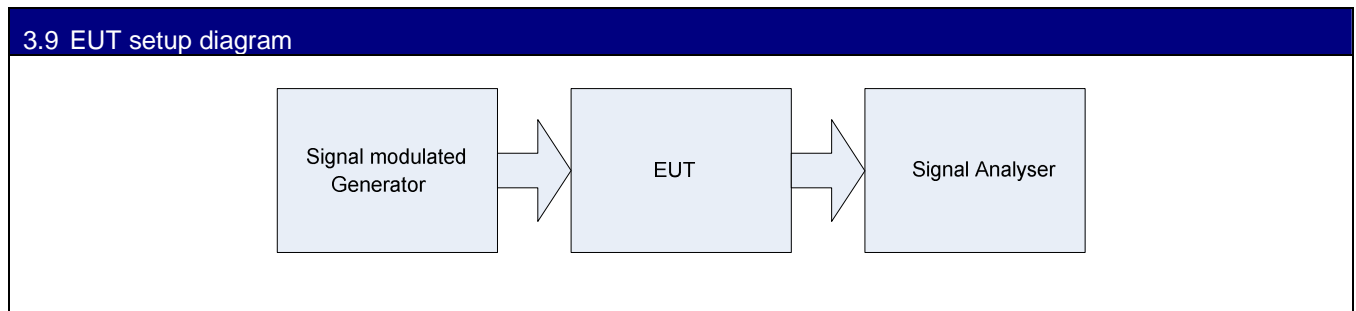 3.9 EUT setup diagram
Signal modulated
Generator
EUT
Signal Analyser